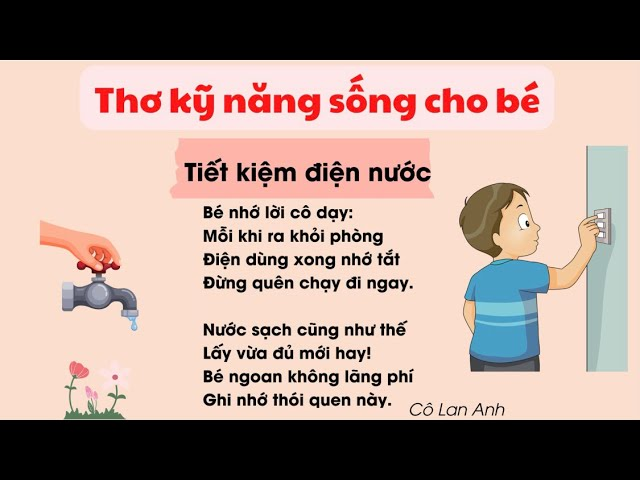 Thơ kỹ năng sống cho bé
Tiết kiệm điện nước
Bé nhớ lời cô dạy:
Mỗi khi ra khỏi phòng
Điện dùng xong nhớ tắt
Đừng quên chạy đi ngay.
Nước sạch cũng như thế
Lấy vừa đủ mới hay!
Bé ngoan không lãng phí
Ghi nhớ thói quen này.
Cô Lan Anh